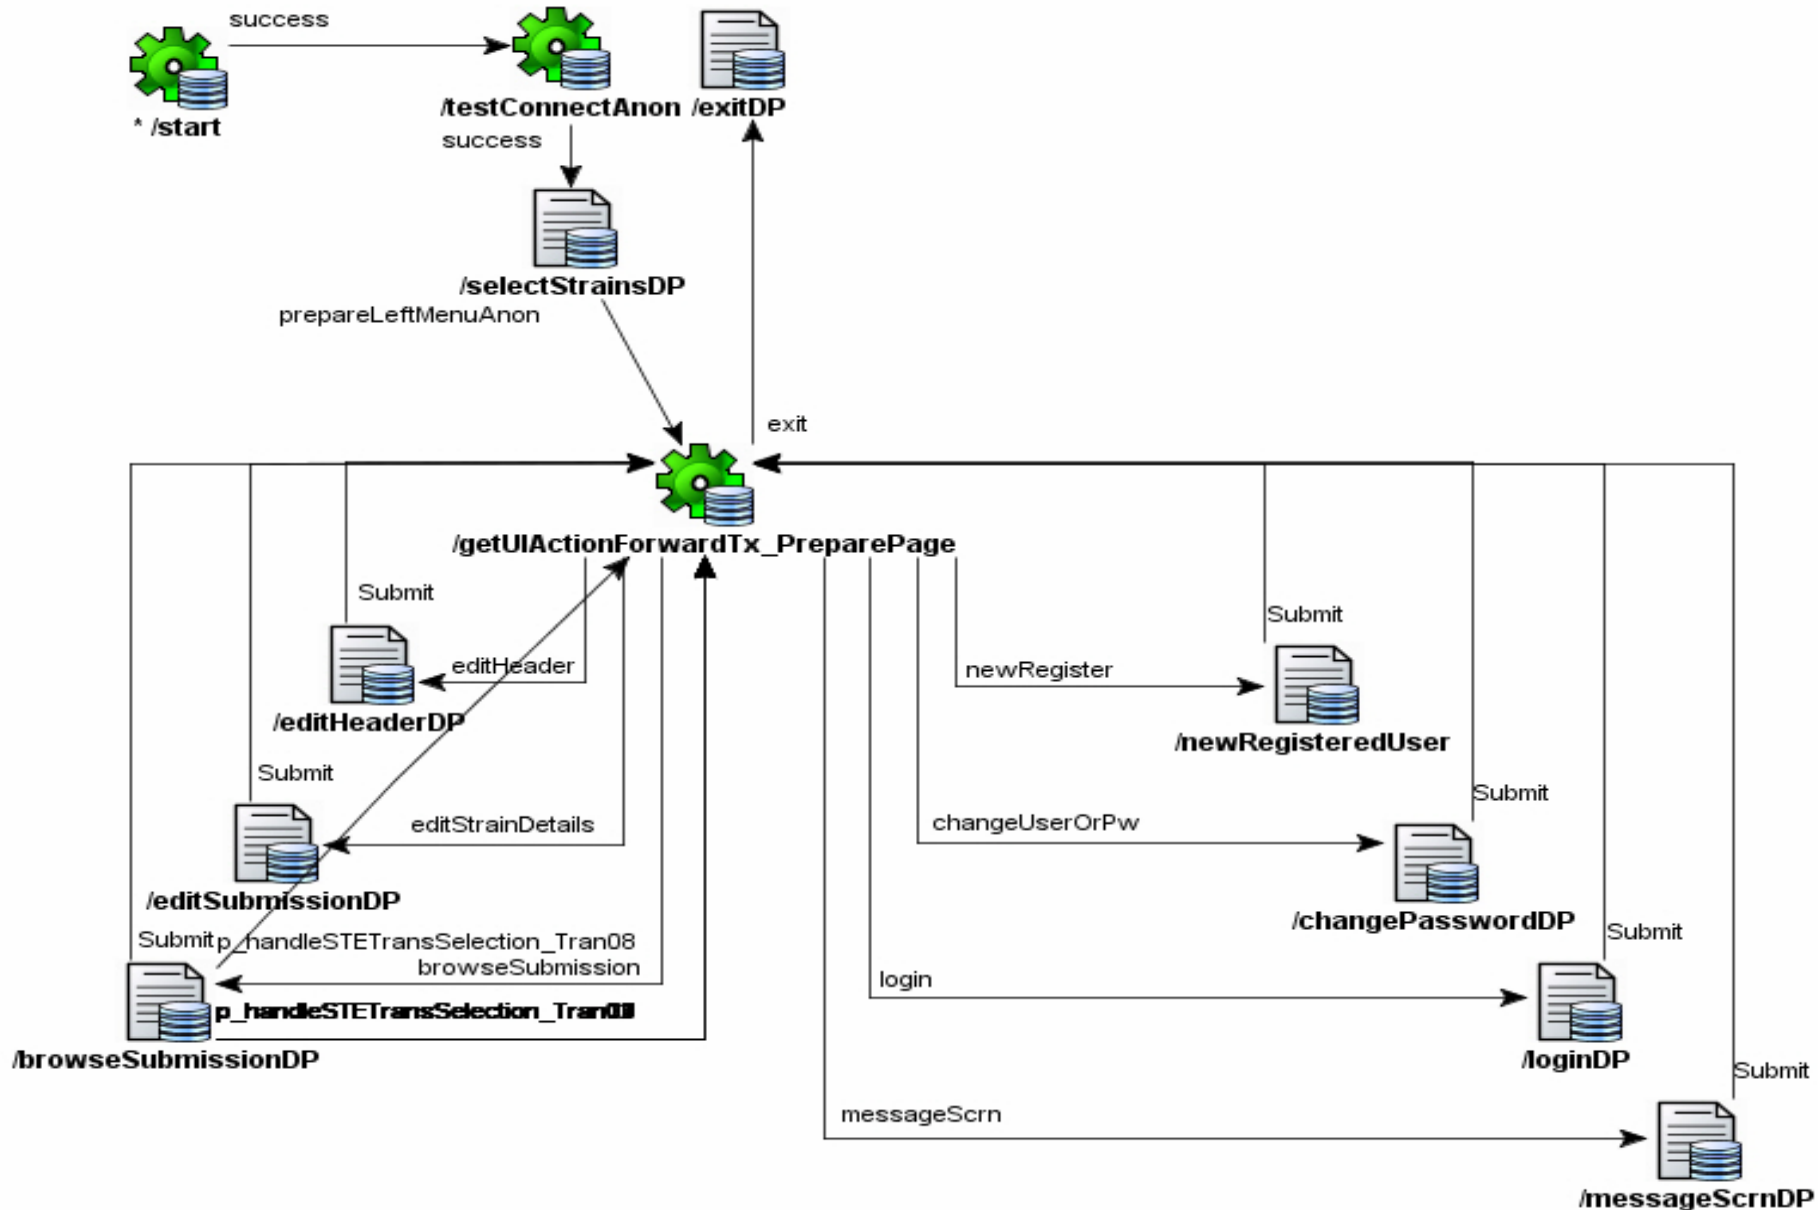 success
* /start
/testConnectAnon
/exitDP
success
/selectStrainsDP
prepareLeftMenuAnon
exit
/getUIActionForwardTx_PreparePage
Submit
editHeader
/editHeaderDP
Submit
newRegister
/newRegisteredUser
Submit
editStrainDetails
/editSubmissionDP
Submit
changeUserOrPw
/changePasswordDP
Submit
p_handleSTETransSelection_Tran08
browseSubmission
/browseSubmissionDP
Submit
login
/loginDP
Submit
messageScrn
/messageScrnDP